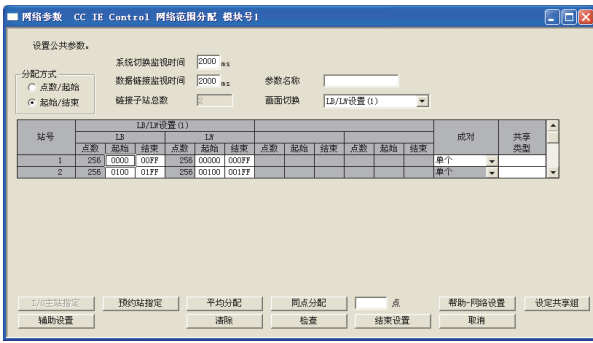 网络参数 CC IE Control 网络范围分配 模块号1
设置公共参数。
系统切换监视时间 2000 ms
分配方式
点数/起始
起始/结束
数据链接监视时间 2000 ms 参数名称
链接子站总数 2 画面切换 LB/LW设置(1)
站号 LB/LW设置(1) 成对 共享类型
LB LW
点数 起始 结束 点数 起始 结束 点数 起始 结束 点数 起始 结束
1 256 0000 00FF 256 00000 000FF 单个
2 256 0100 01FF 256 00100 001FF 单个
I/O主站指定 预约站指定 平均分配 同点分配 点 帮助-网络设置 设定共享组
辅助设置 清除 检查 结束设置 取消